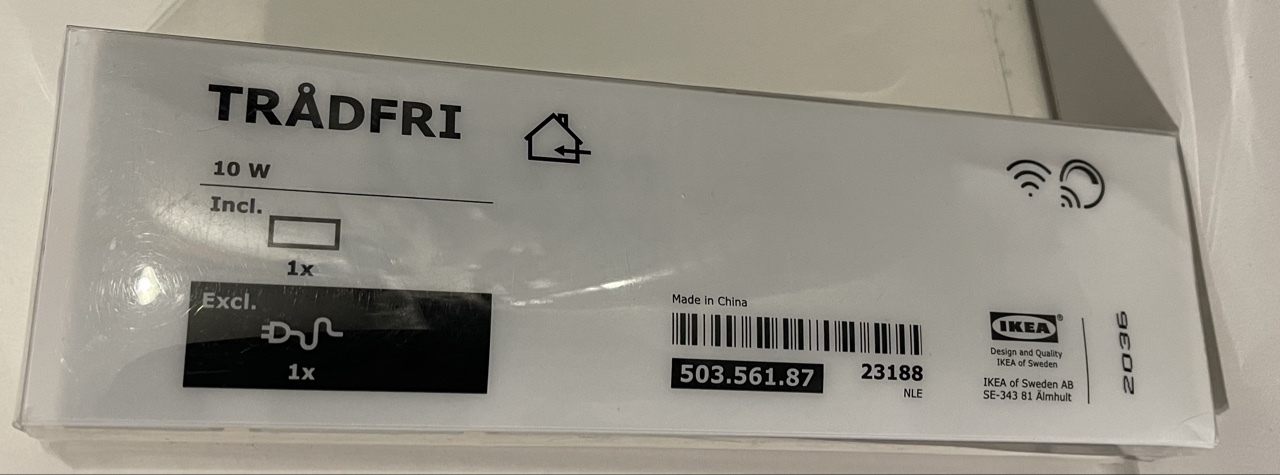 TRÅDFRI
10 W
Incl.
1x
Excl.
1x
Made in China
503.561.87
23188
NLE
IKEA®
Design and Quality
IKEA of Sweden
IKEA of Sweden AB
SE-343 81 Älmhult
2036